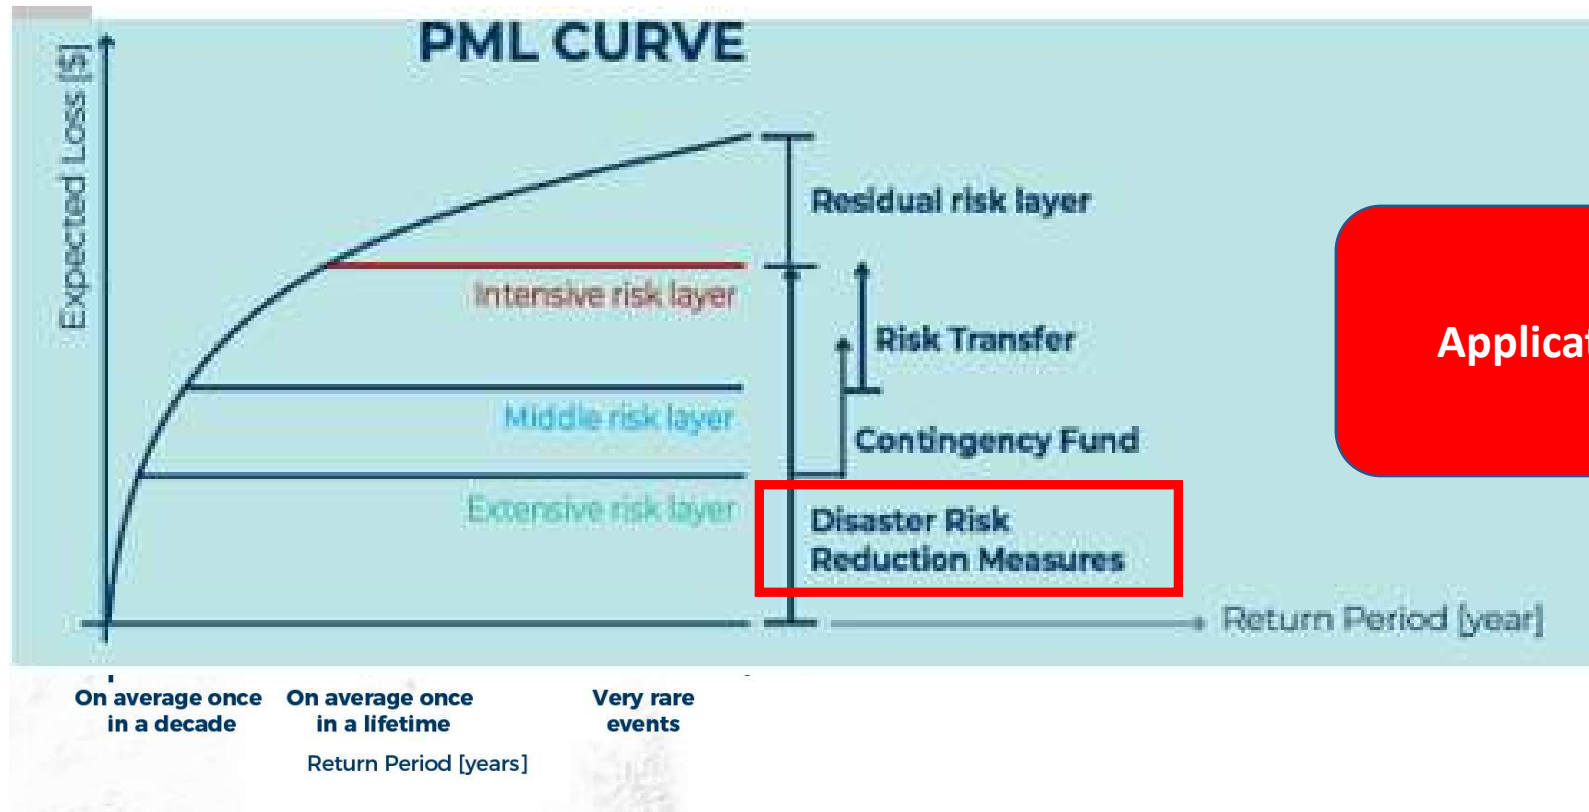 PML CURVE
Expected Loss [$]
Residual risk layer
Intensive risk layer
Risk Transfer
Middle risk layer
Contingency Fund
Extensive risk layer
Disaster Risk
Reduction Measures
Return Period [year]
Applicat
On average once
in a decade
On average once
in a lifetime
Very rare
events
Return Period [years]